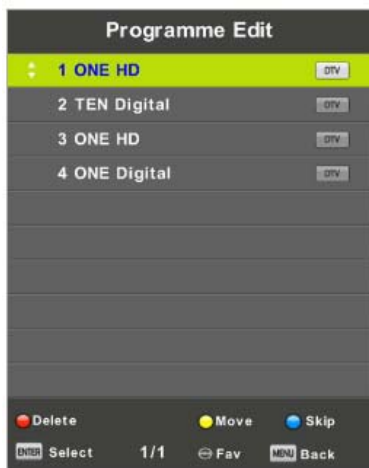 Programme Edit
1 ONE HD DTV
2 TEN Digital DTV
3 ONE HD DTV
4 ONE Digital DTV
Delete Move Skip
ENTER Select 1/1 Fav MENU Back